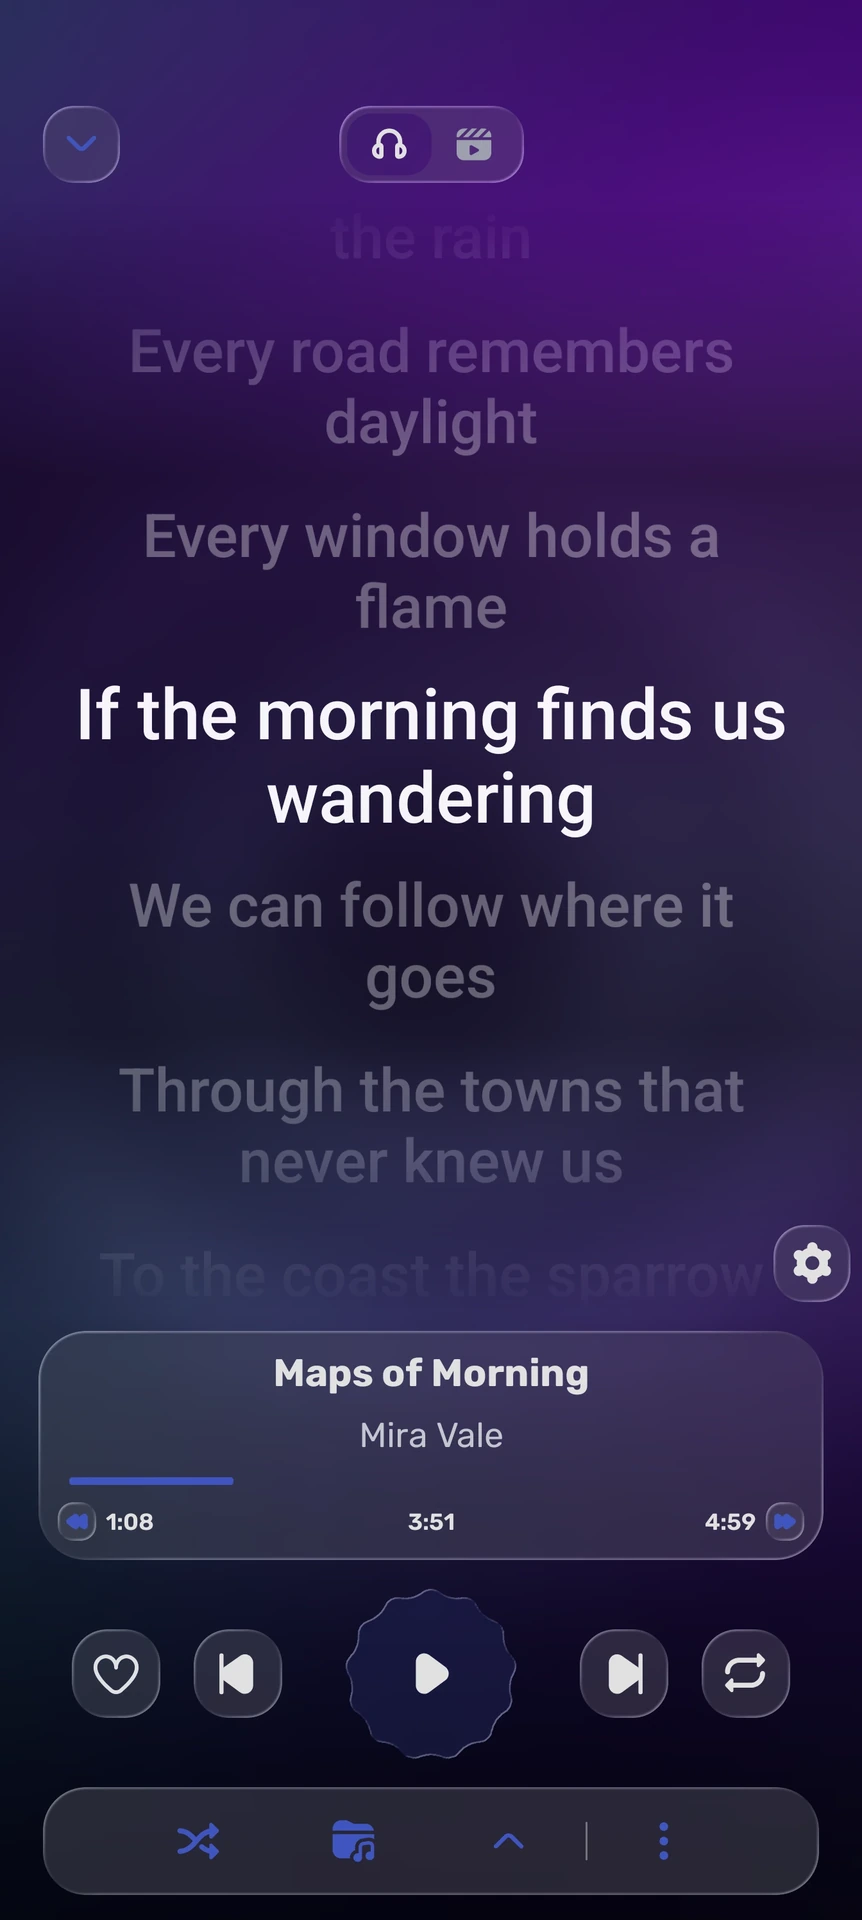 the rain
Every road remembers
daylight
Every window holds a
flame
If the morning finds us
wandering
We can follow where it
goes
Through the towns that
never knew us
To the coast the sparrow
Maps of Morning
Mira Vale
1:08 3:51 4:59